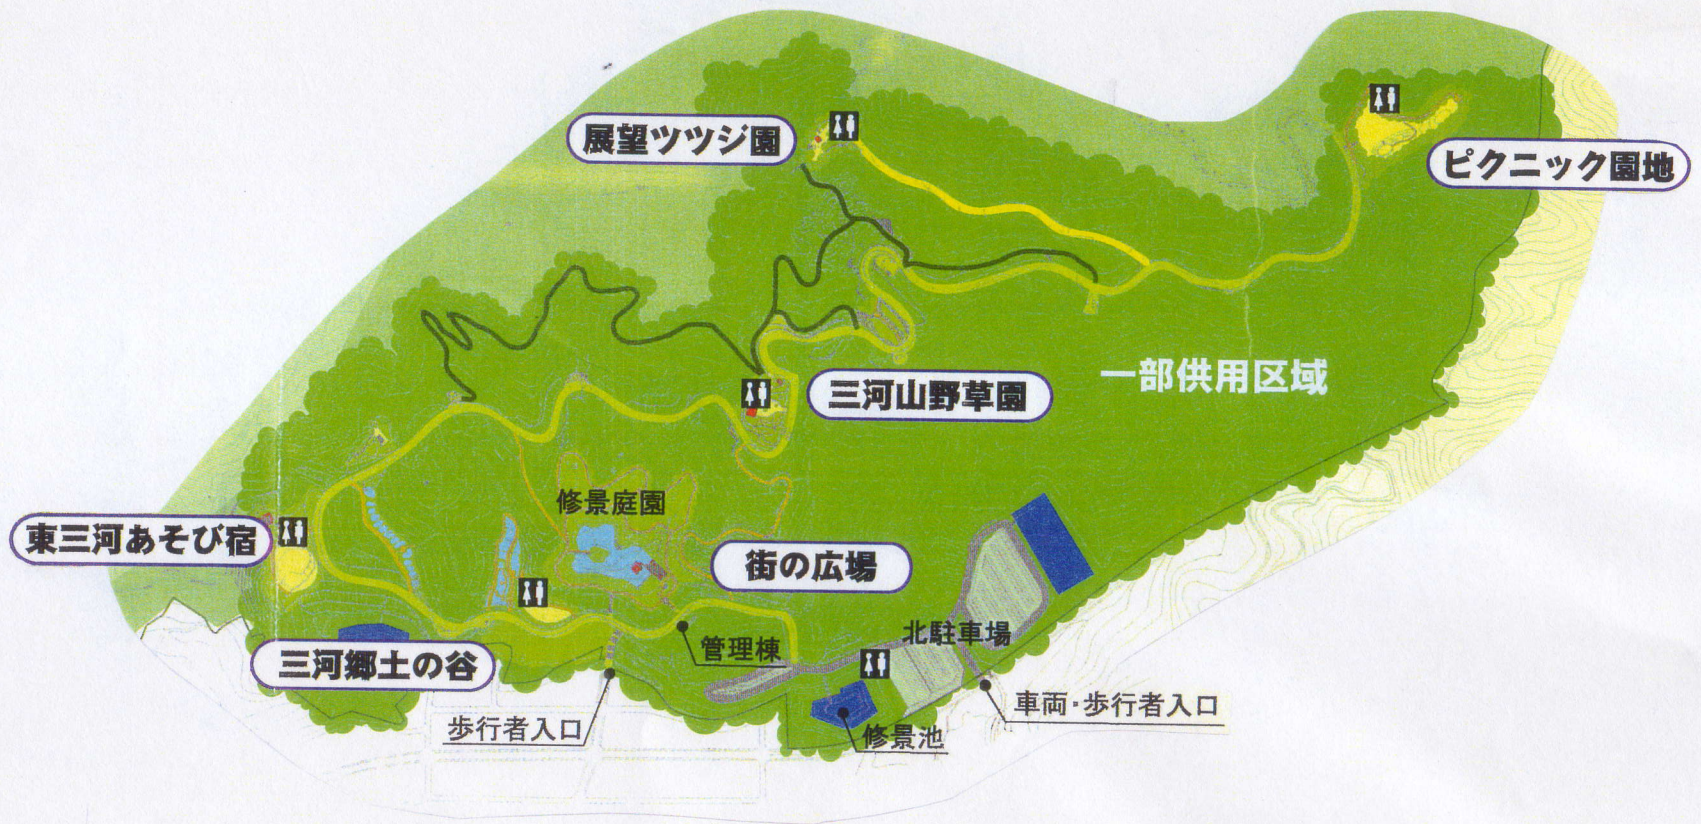 展望ツツジ園
ピクニック園地
三河山野草園
一部供用区域
修景庭園
東三河あそび宿
街の広場
北駐車場
管理棟
三河郷土の谷
車両・歩行者入口
歩行者入口
修景池